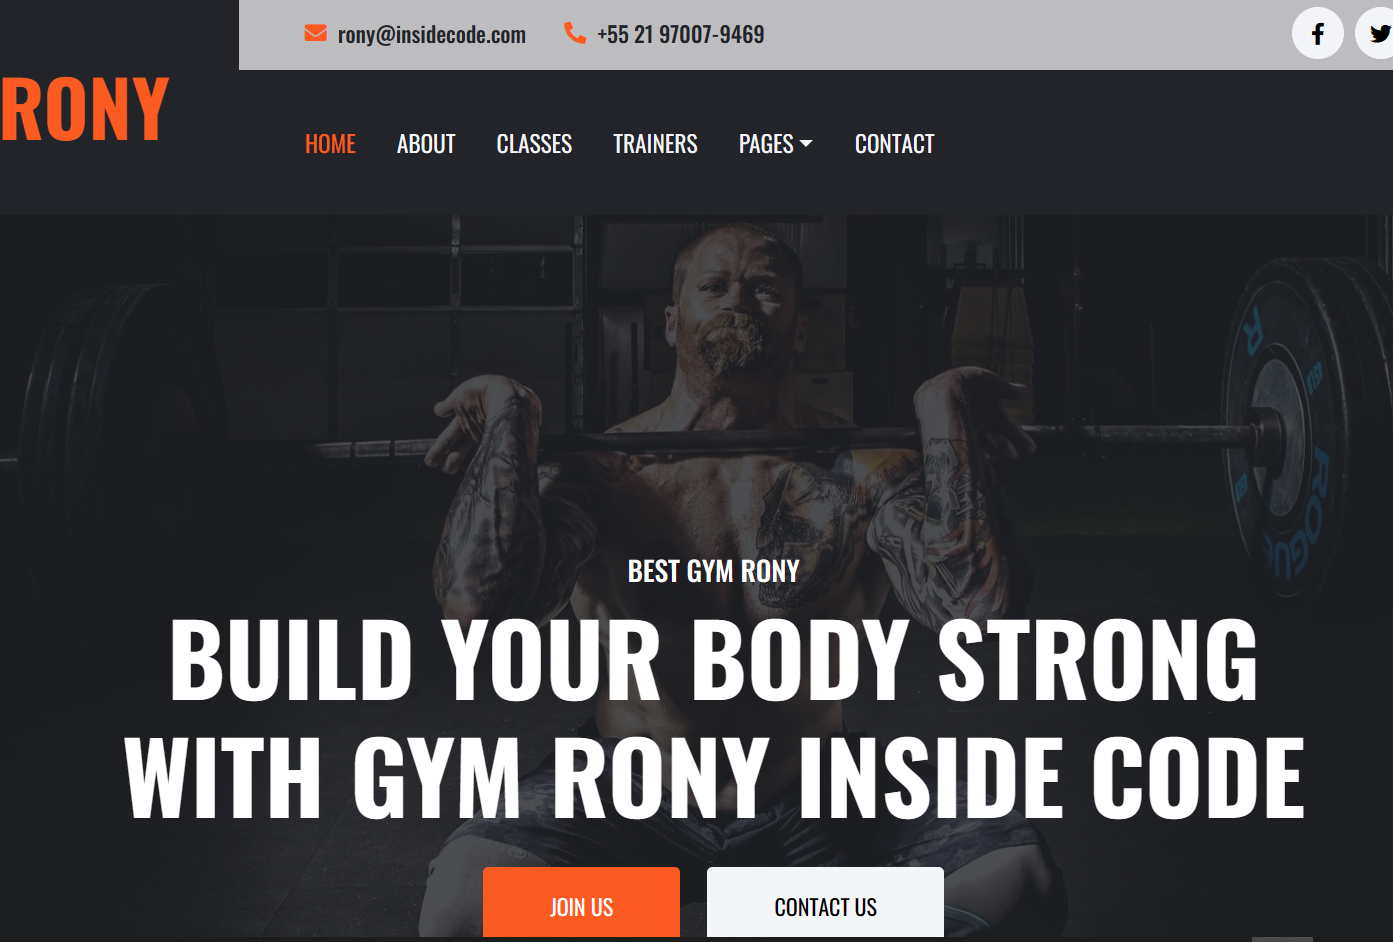 rony@insidecode.com +55 21 97007-9469
RONY
HOME ABOUT CLASSES TRAINERS PAGES CONTACT
R
ROGUE
BEST GYM RONY
BUILD YOUR BODY STRONG
WITH GYM RONY INSIDE CODE
JOIN US CONTACT US